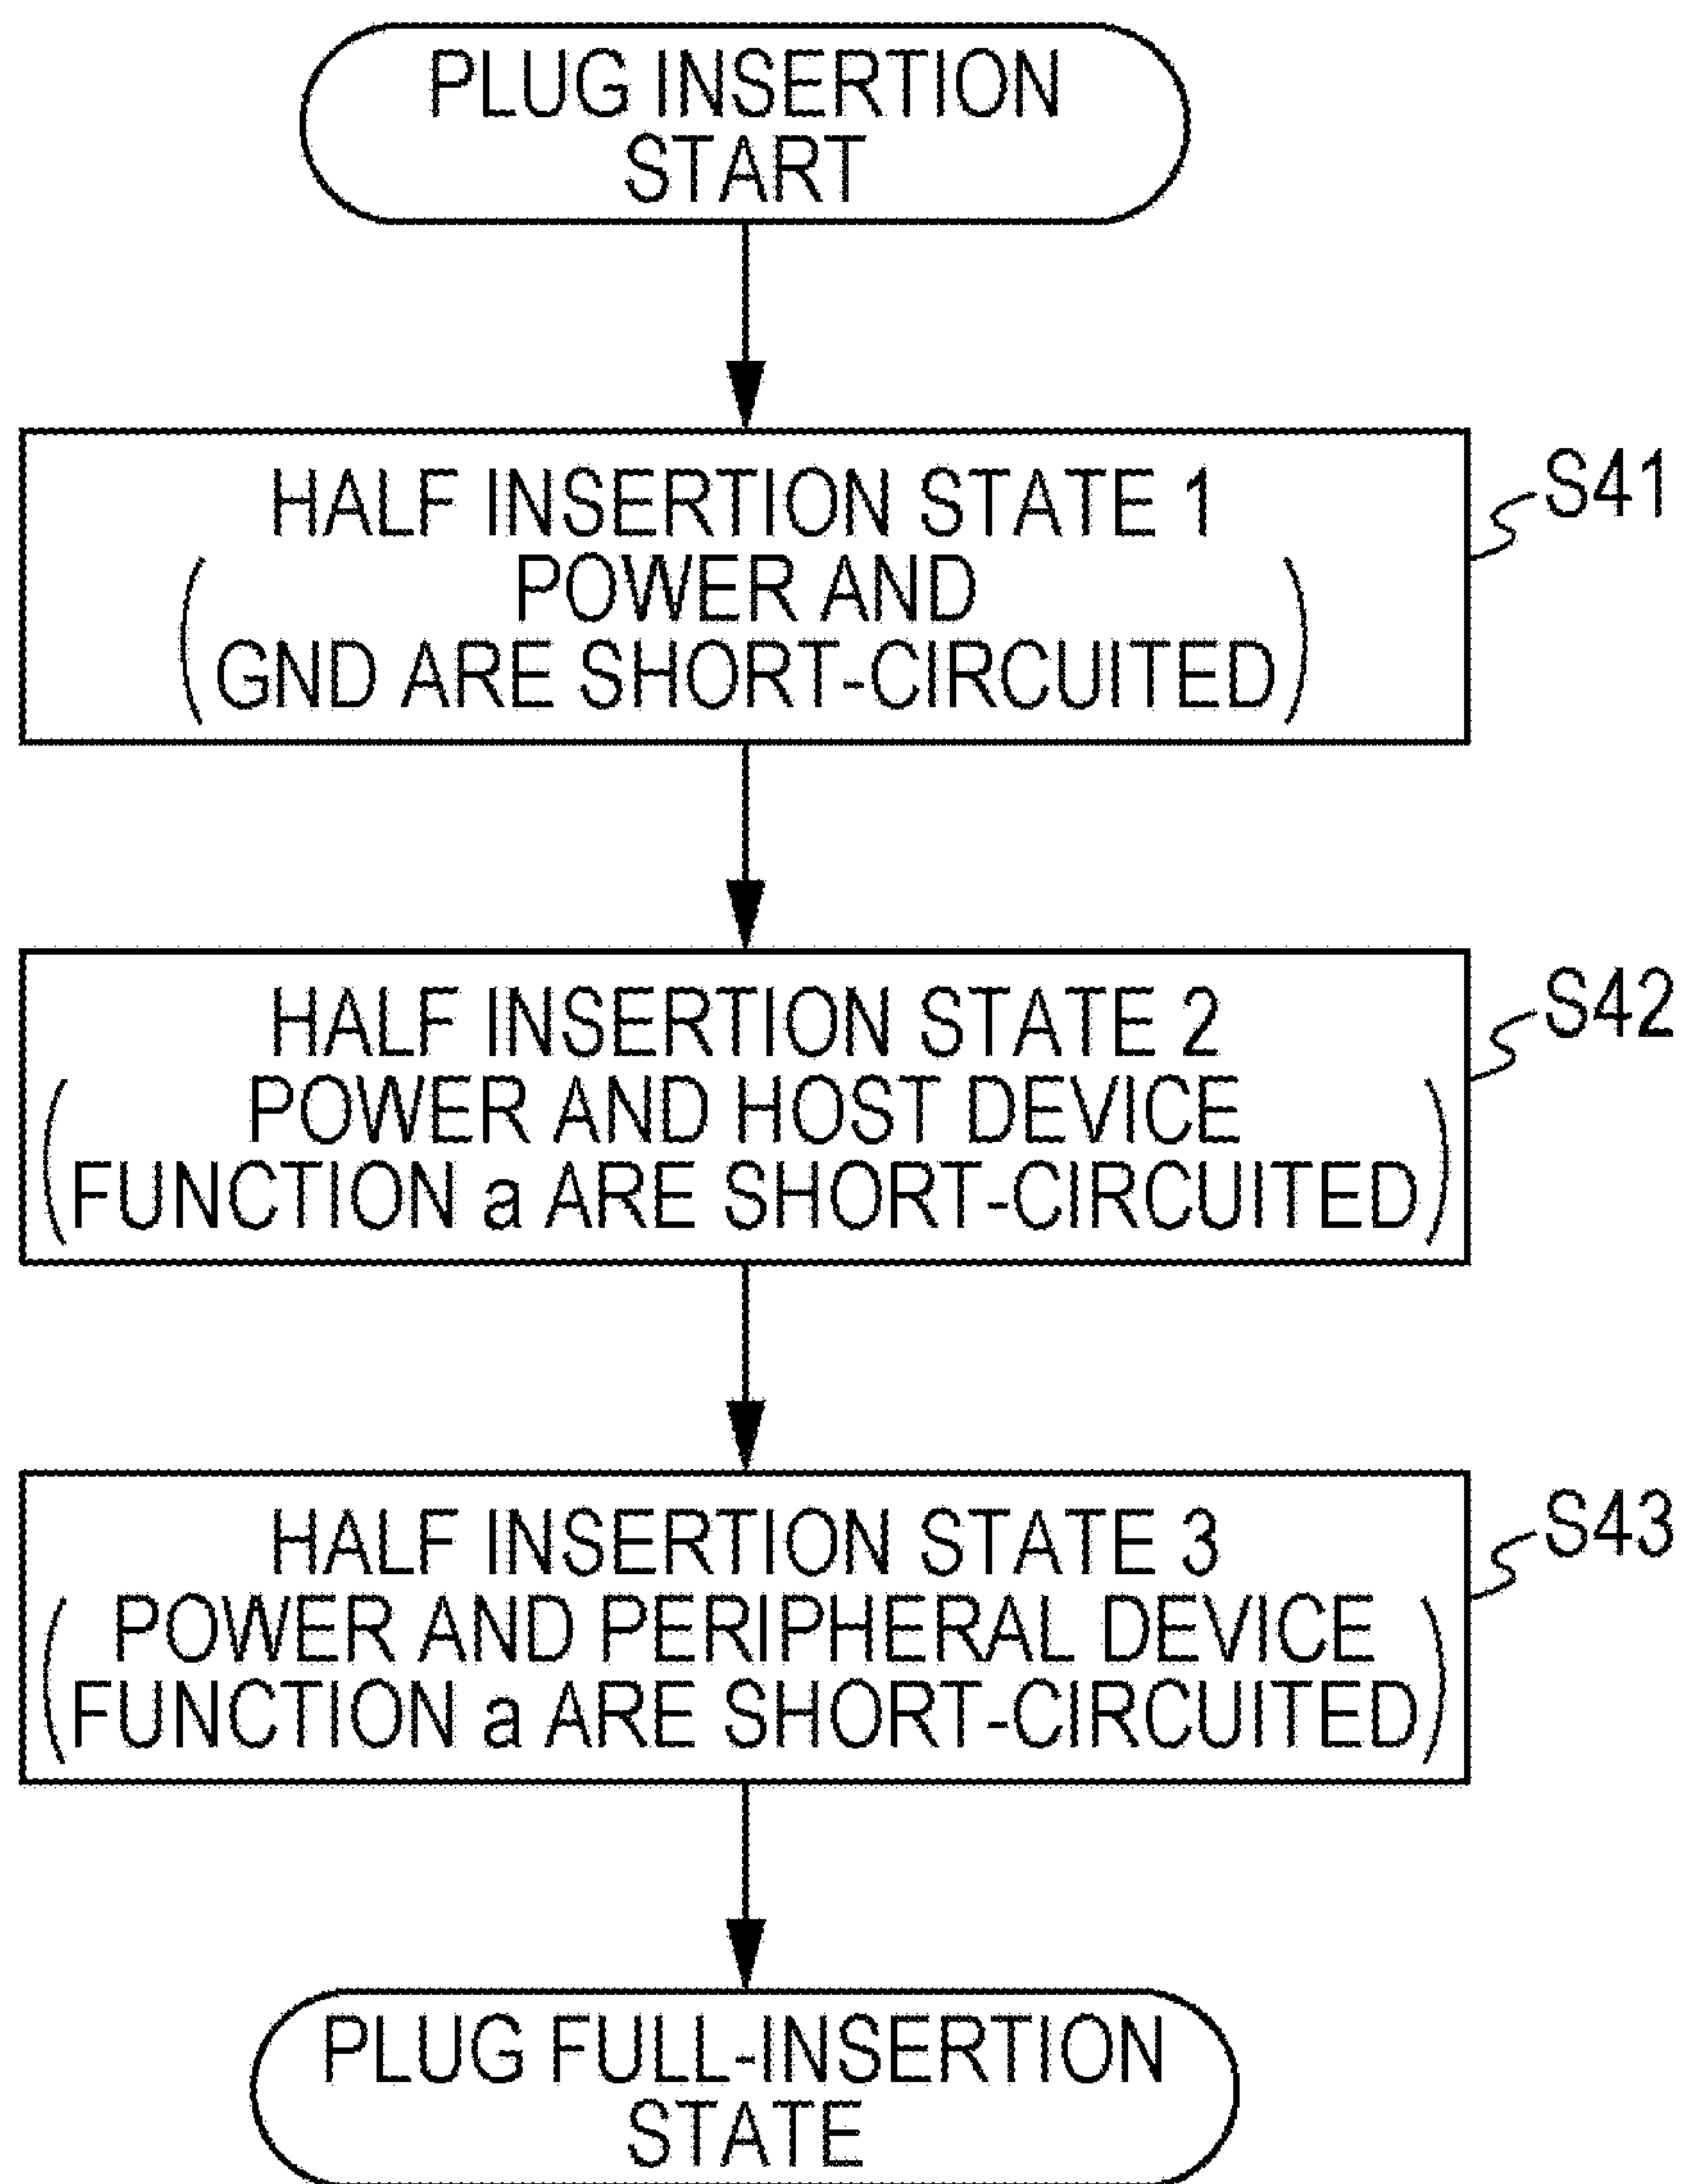 PLUG INSERTION
START
HALF INSERTION STATE 1
POWER AND
GND ARE SHORT-CIRCUITED
S41
HALF INSERTION STATE 2
POWER AND HOST DEVICE
FUNCTION a ARE SHORT-CIRCUITED
S42
HALF INSERTION STATE 3
POWER AND PERIPHERAL DEVICE
FUNCTION a ARE SHORT-CIRCUITED
S43
PLUG FULL-INSERTION
STATE